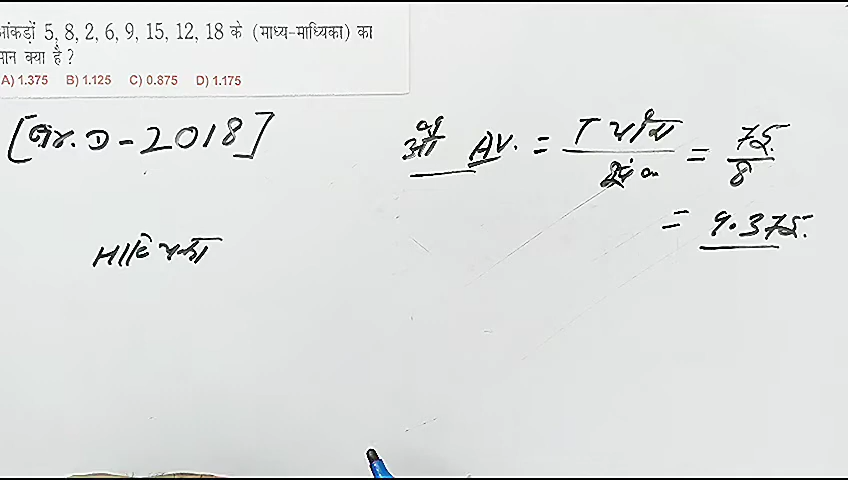 आंकड़ों 5, 8, 2, 6, 9, 15, 12, 18 के (माध्य-माध्यिका) का
मान क्या है ?
A) 1.375 B) 1.125 C) 0.875 D) 1.175
[Gr. D - 2018]
AV. = T योग / सं = 75 / 8
= 9.375
माध्यिका